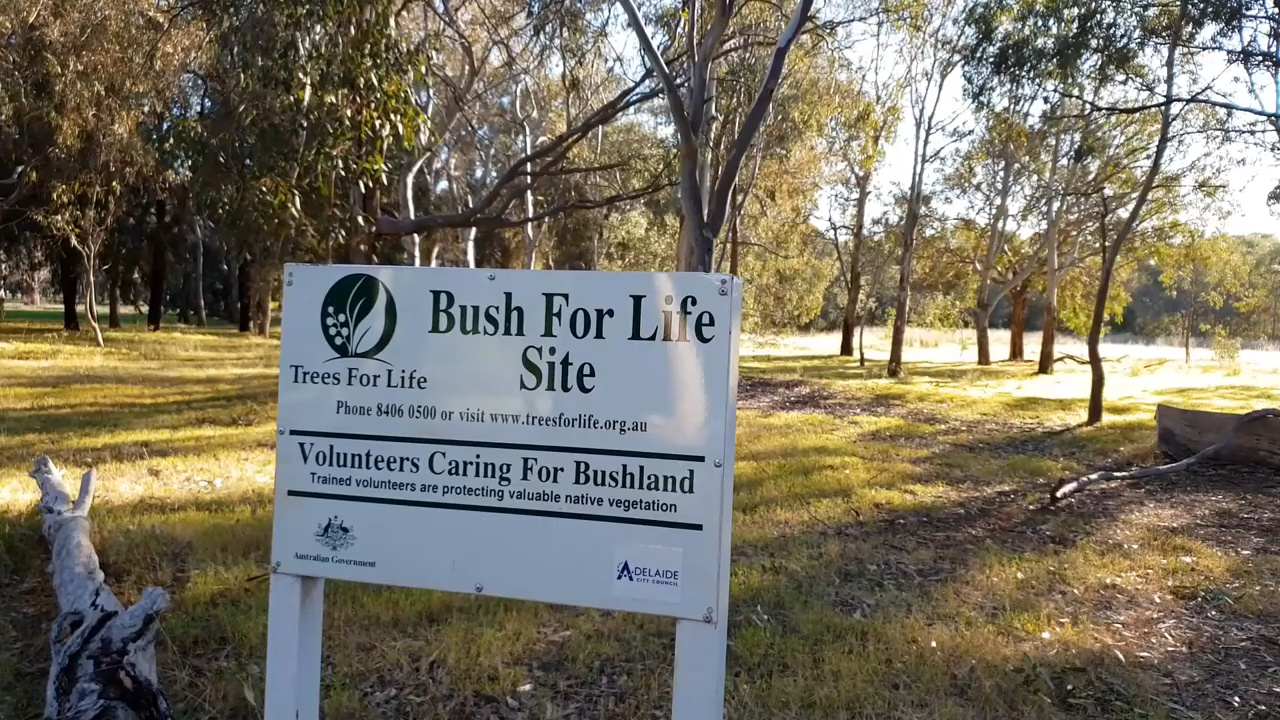 Bush For Life
Site
Trees For Life
Phone 8406 0500 or visit www.treesforlife.org.au
Volunteers Caring For Bushland
Trained volunteers are protecting valuable native vegetation
Australian Government
ADELAIDE
CITY COUNCIL